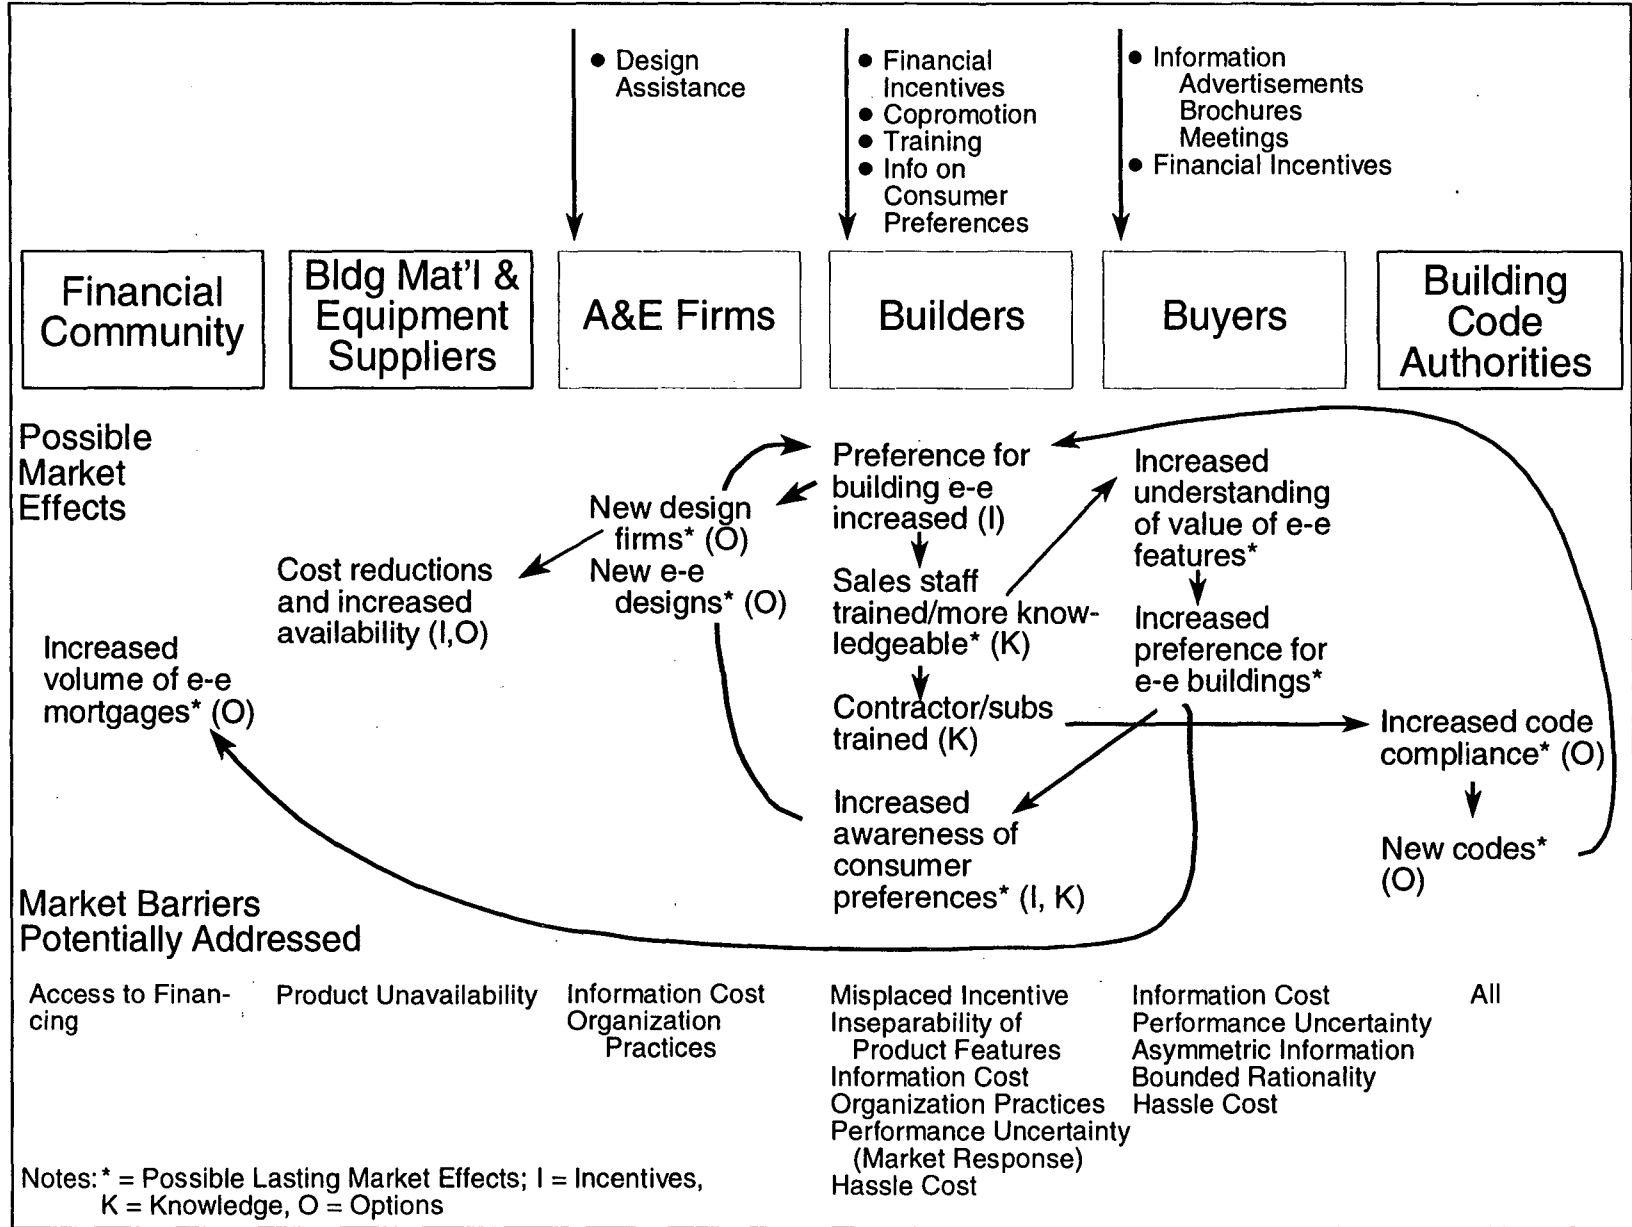 ● Design
Assistance
● Financial
Incentives
● Copromotion
● Training
● Info on
Consumer
Preferences
● Information
Advertisements
Brochures
Meetings
● Financial Incentives
Financial
Community
Bldg Mat'l &
Equipment
Suppliers
A&E Firms
Builders
Buyers
Building
Code
Authorities
Possible
Market
Effects
Increased
volume of e-e
mortgages* (O)
Cost reductions
and increased
availability (I,O)
New design
firms* (O)
New e-e
designs* (O)
Preference for
building e-e
increased (I)
Sales staff
trained/more know-
ledgeable* (K)
Contractor/subs
trained (K)
Increased
awareness of
consumer
preferences* (I, K)
Increased
understanding
of value of e-e
features*
Increased
preference for
e-e buildings*
Increased code
compliance* (O)
New codes*
(O)
Market Barriers
Potentially Addressed
Access to Finan-
cing
Product Unavailability
Information Cost
Organization
Practices
Misplaced Incentive
Inseparability of
Product Features
Information Cost
Organization Practices
Performance Uncertainty
(Market Response)
Hassle Cost
Information Cost
Performance Uncertainty
Asymmetric Information
Bounded Rationality
Hassle Cost
All
Notes: * = Possible Lasting Market Effects; I = Incentives,
K = Knowledge, O = Options